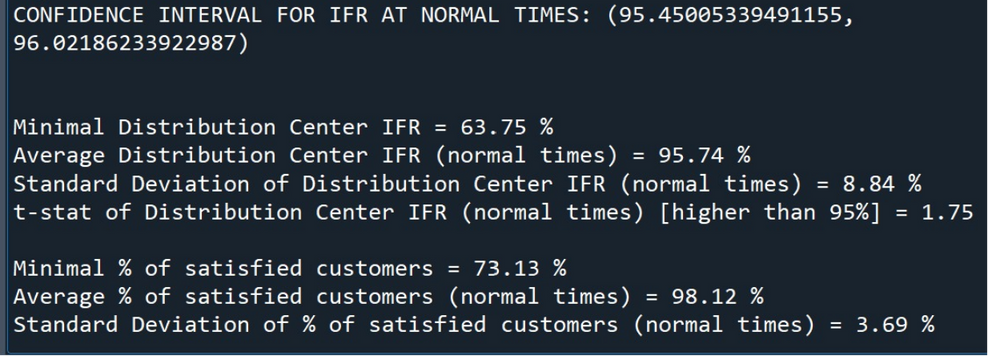 CONFIDENCE INTERVAL FOR IFR AT NORMAL TIMES: (95.45005339491155,
96.02186233922987)
Minimal Distribution Center IFR = 63.75 %
Average Distribution Center IFR (normal times) = 95.74 %
Standard Deviation of Distribution Center IFR (normal times) = 8.84 %
t-stat of Distribution Center IFR (normal times) [higher than 95%] = 1.75
Minimal % of satisfied customers = 73.13 %
Average % of satisfied customers (normal times) = 98.12 %
Standard Deviation of % of satisfied customers (normal times) = 3.69 %